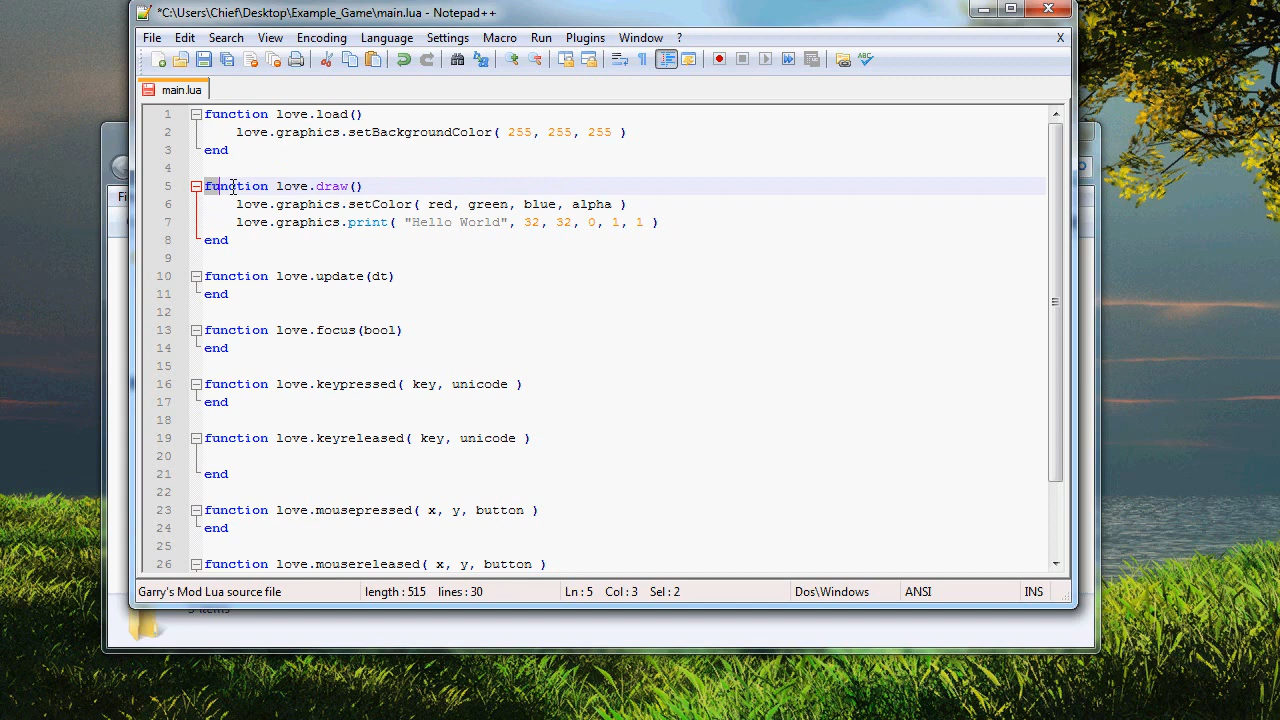 *C:\Users\Chief\Desktop\Example_Game\main.lua - Notepad++
File Edit Search View Encoding Language Settings Macro Run Plugins Window ? X
main.lua
1 function love.load()
2 love.graphics.setBackgroundColor( 255, 255, 255 )
3 end
4
5 function love.draw()
6 love.graphics.setColor( red, green, blue, alpha )
7 love.graphics.print( "Hello World", 32, 32, 0, 1, 1 )
8 end
9
10 function love.update(dt)
11 end
12
13 function love.focus(bool)
14 end
15
16 function love.keypressed( key, unicode )
17 end
18
19 function love.keyreleased( key, unicode )
20
21 end
22
23 function love.mousepressed( x, y, button )
24 end
25
26 function love.mousereleased( x, y, button )
Garry's Mod Lua source file length : 515 lines : 30 Ln : 5 Col : 3 Sel : 2 Dos\Windows ANSI INS
items